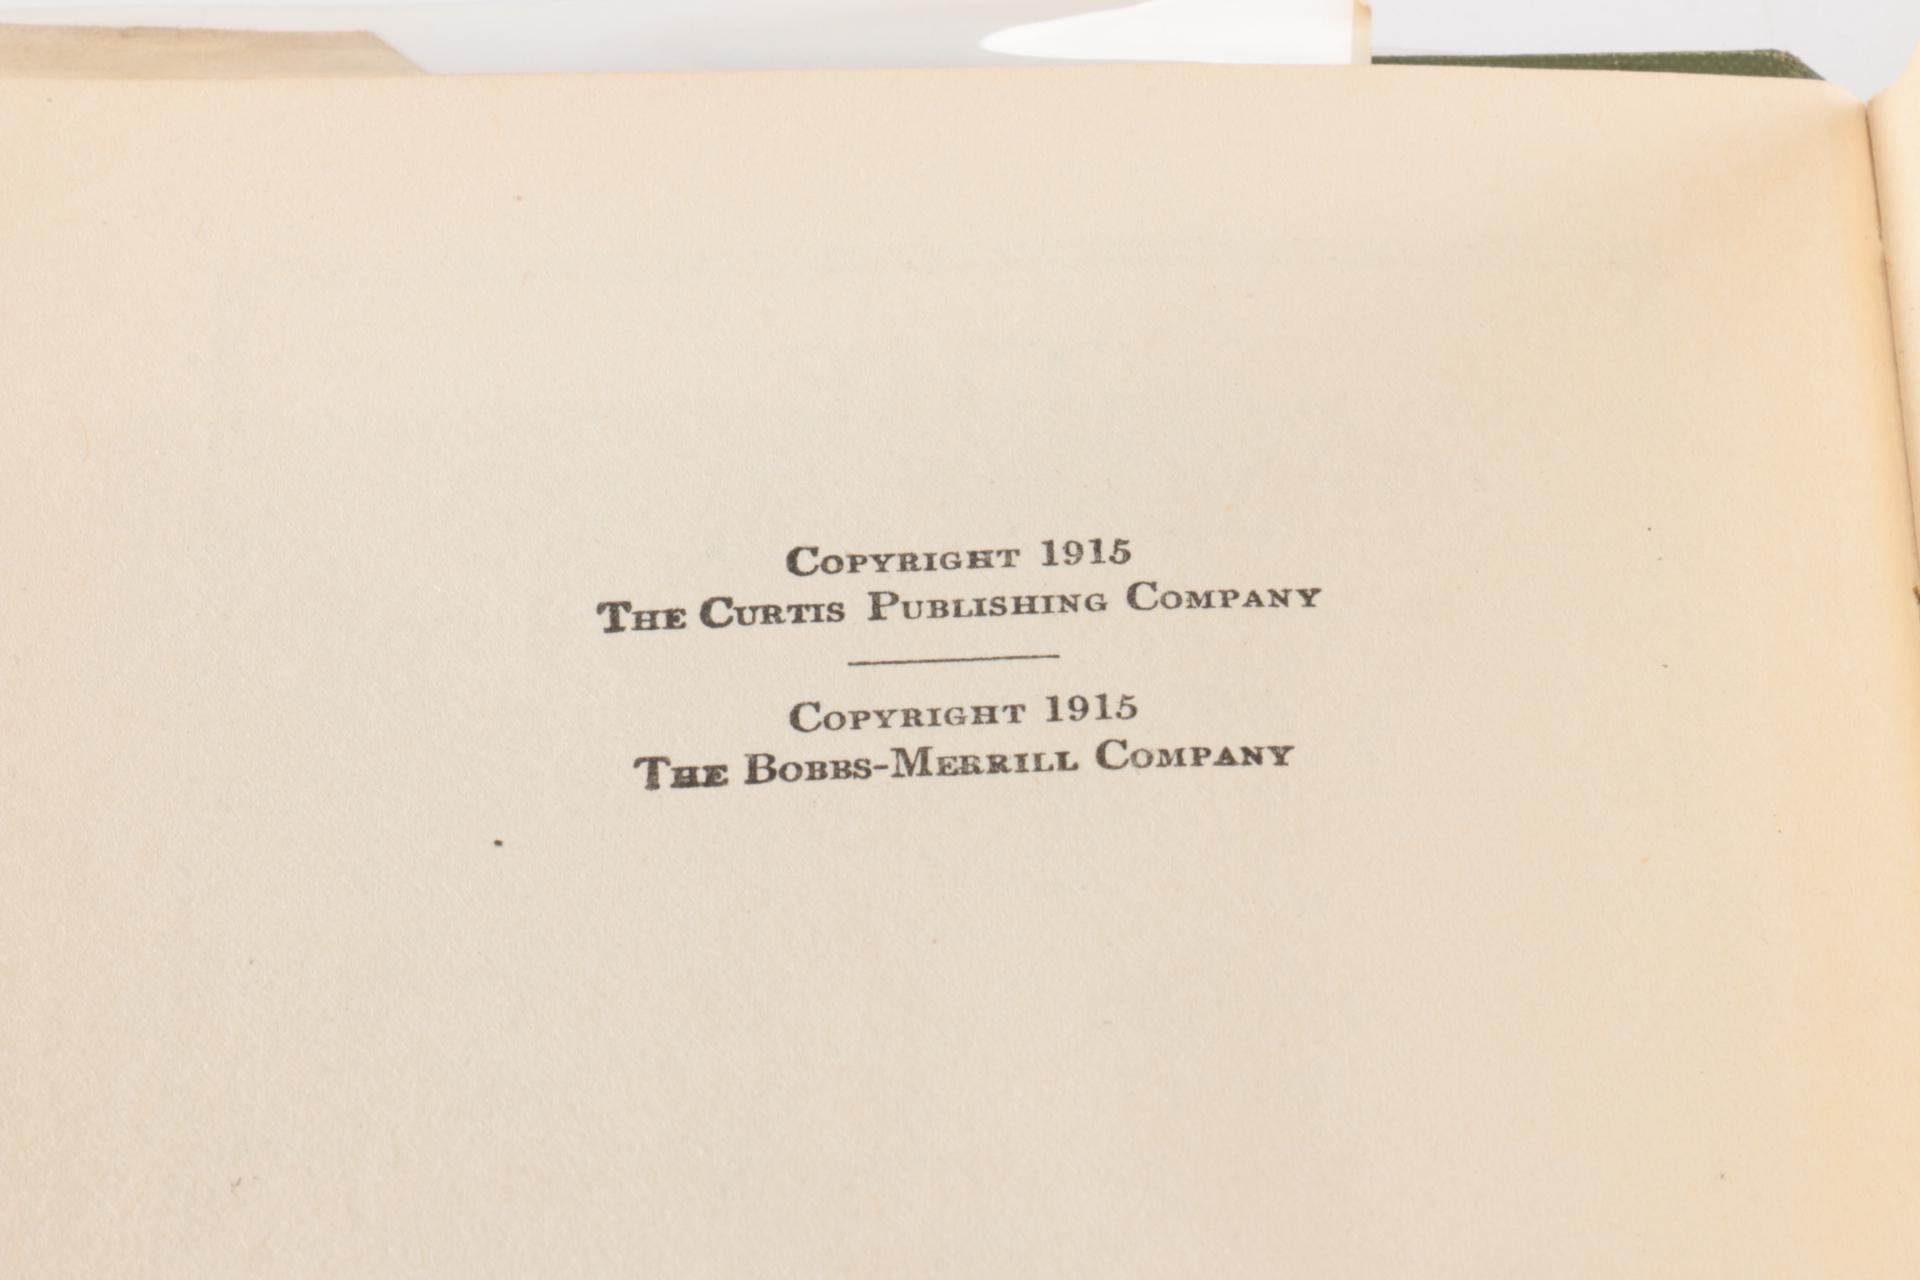 Copyright 1915
The Curtis Publishing Company
Copyright 1915
The Bobbs-Merrill Company